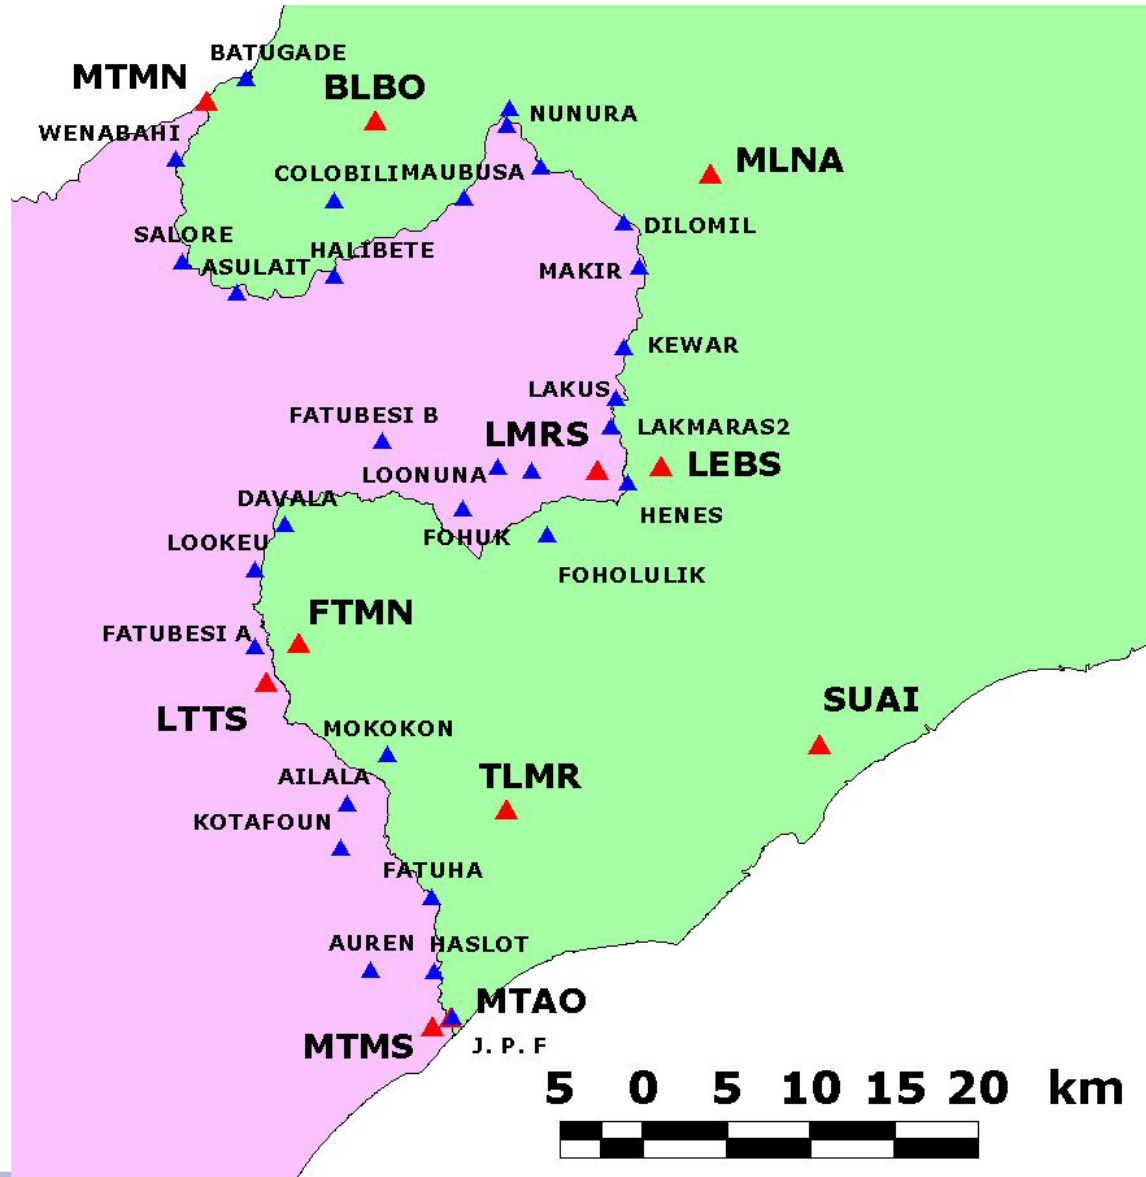 BATUGADE
MTMN
BLBO
NUNURA
WENABAHI
MLNA
COLOBILI
MAUBUSA
SALORE
DILOMIL
HALIBETE
ASULAIT
MAKIR
KEWAR
LAKUS
FATUBESI B
LMRS
LAKMARAS2
LOONUNA
LEBS
DAVALA
HENES
FOHUK
LOOKEU
FOHOLULIK
FTMN
FATUBESI A
SUAI
LTTS
MOKOKON
AILALA
TLMR
KOTAFOUN
FATUHA
AUREN
HASLOT
MTAO
MTMS
J. P. F
5 0 5 10 15 20 km